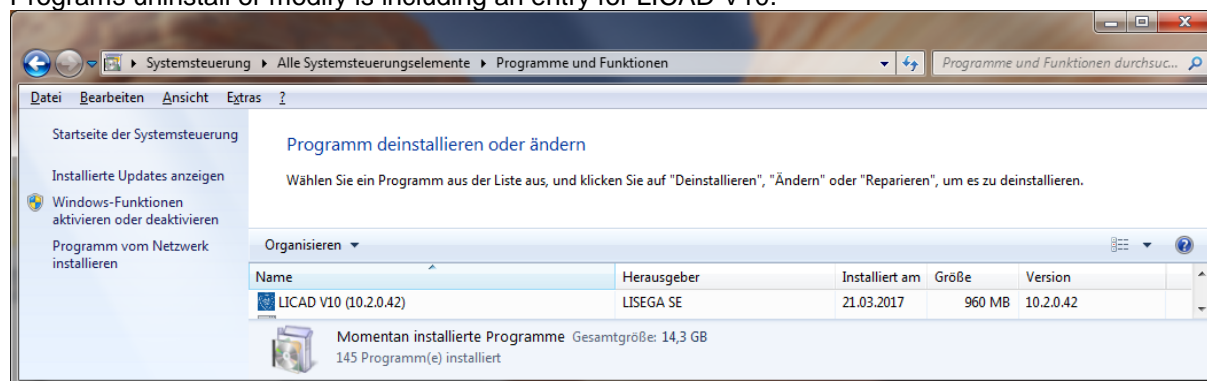 Programs uninstall or modify is including an entry for LICAD V10.
Systemsteuerung Alle Systemsteuerungselemente Programme und Funktionen Programme und Funktionen durchsuc...
Datei Bearbeiten Ansicht Extras ?
Startseite der Systemsteuerung
Installierte Updates anzeigen
Windows-Funktionen
aktivieren oder deaktivieren
Programm vom Netzwerk
installieren
Programm deinstallieren oder ändern
Wählen Sie ein Programm aus der Liste aus, und klicken Sie auf "Deinstallieren", "Ändern" oder "Reparieren", um es zu deinstallieren.
Organisieren
Name Herausgeber Installiert am Größe Version
LICAD V10 (10.2.0.42) LISEGA SE 21.03.2017 960 MB 10.2.0.42
Momentan installierte Programme Gesamtgröße: 14,3 GB
145 Programm(e) installiert